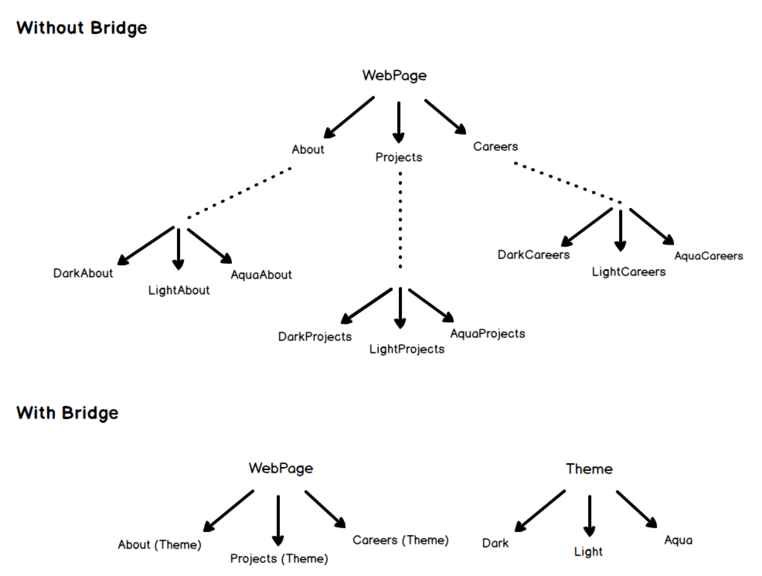 Without Bridge
WebPage
About
Projects
Careers
DarkAbout
LightAbout
AquaAbout
DarkProjects
LightProjects
AquaProjects
DarkCareers
LightCareers
AquaCareers
With Bridge
WebPage
About (Theme)
Projects (Theme)
Careers (Theme)
Theme
Dark
Light
Aqua